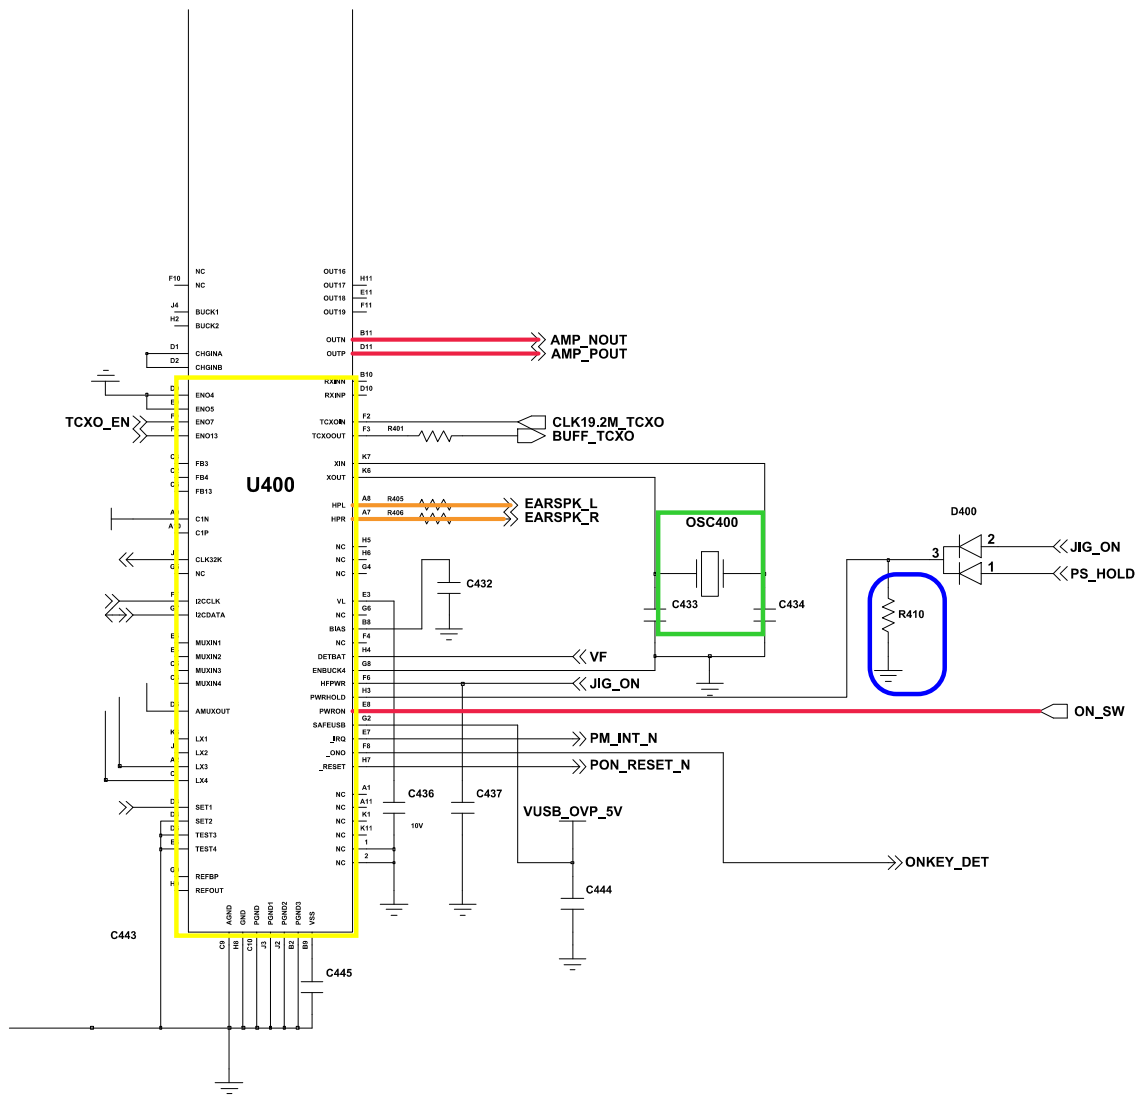 NC OUT16
F10 NC OUT17 H11
OUT18 E11
J4 BUCK1 OUT19 F11
H2 BUCK2
OUTN B11 AMP_NOUT
D1 CHGINA OUTP D11 AMP_POUT
D2 CHGINB
RXINN B10
ENO4 RXINP D10
ENO5
TCXO_EN ENO7 TCXOIN F2 CLK19.2M_TCXO
ENO13 TCXOOUT F3 R401 BUFF_TCXO
FB3 XIN K7
FB4 XOUT K6
U400
FB13
HPL A8 R405 EARSPK_L
C1N HPR A7 R406 EARSPK_R
OSC400
D400
C1P
NC H5
2 JIG_ON
CLK32K NC H6
3
NC NC G4
1 PS_HOLD
C432
I2CCLK VL E3
C433 C434
I2CDATA NC G6
R410
BIAS B8
MUXIN1 NC F4
MUXIN2 DETBAT H4 VF
MUXIN3 ENBUCK4 G8
MUXIN4 HFPWR F6 JIG_ON
PWRHOLD H3
AMUXOUT PWRON E8 ON_SW
SAFEUSB G2
LX1 _IRQ E7 PM_INT_N
LX2 _ONO F8
LX3 _RESET H7 PON_RESET_N
LX4
NC A1
C436 C437
SET1 NC A11
VUSB_OVP_5V
SET2 NC K1
10V
TEST3 NC K11
TEST4 NC 1
NC 2
ONKEY_DET
REFBP
REFOUT
C444
AGND GND PGND PGND1 PGND2 PGND3 VSS
C443
C9 H8 C10 J3 J2 B2 B9
C445